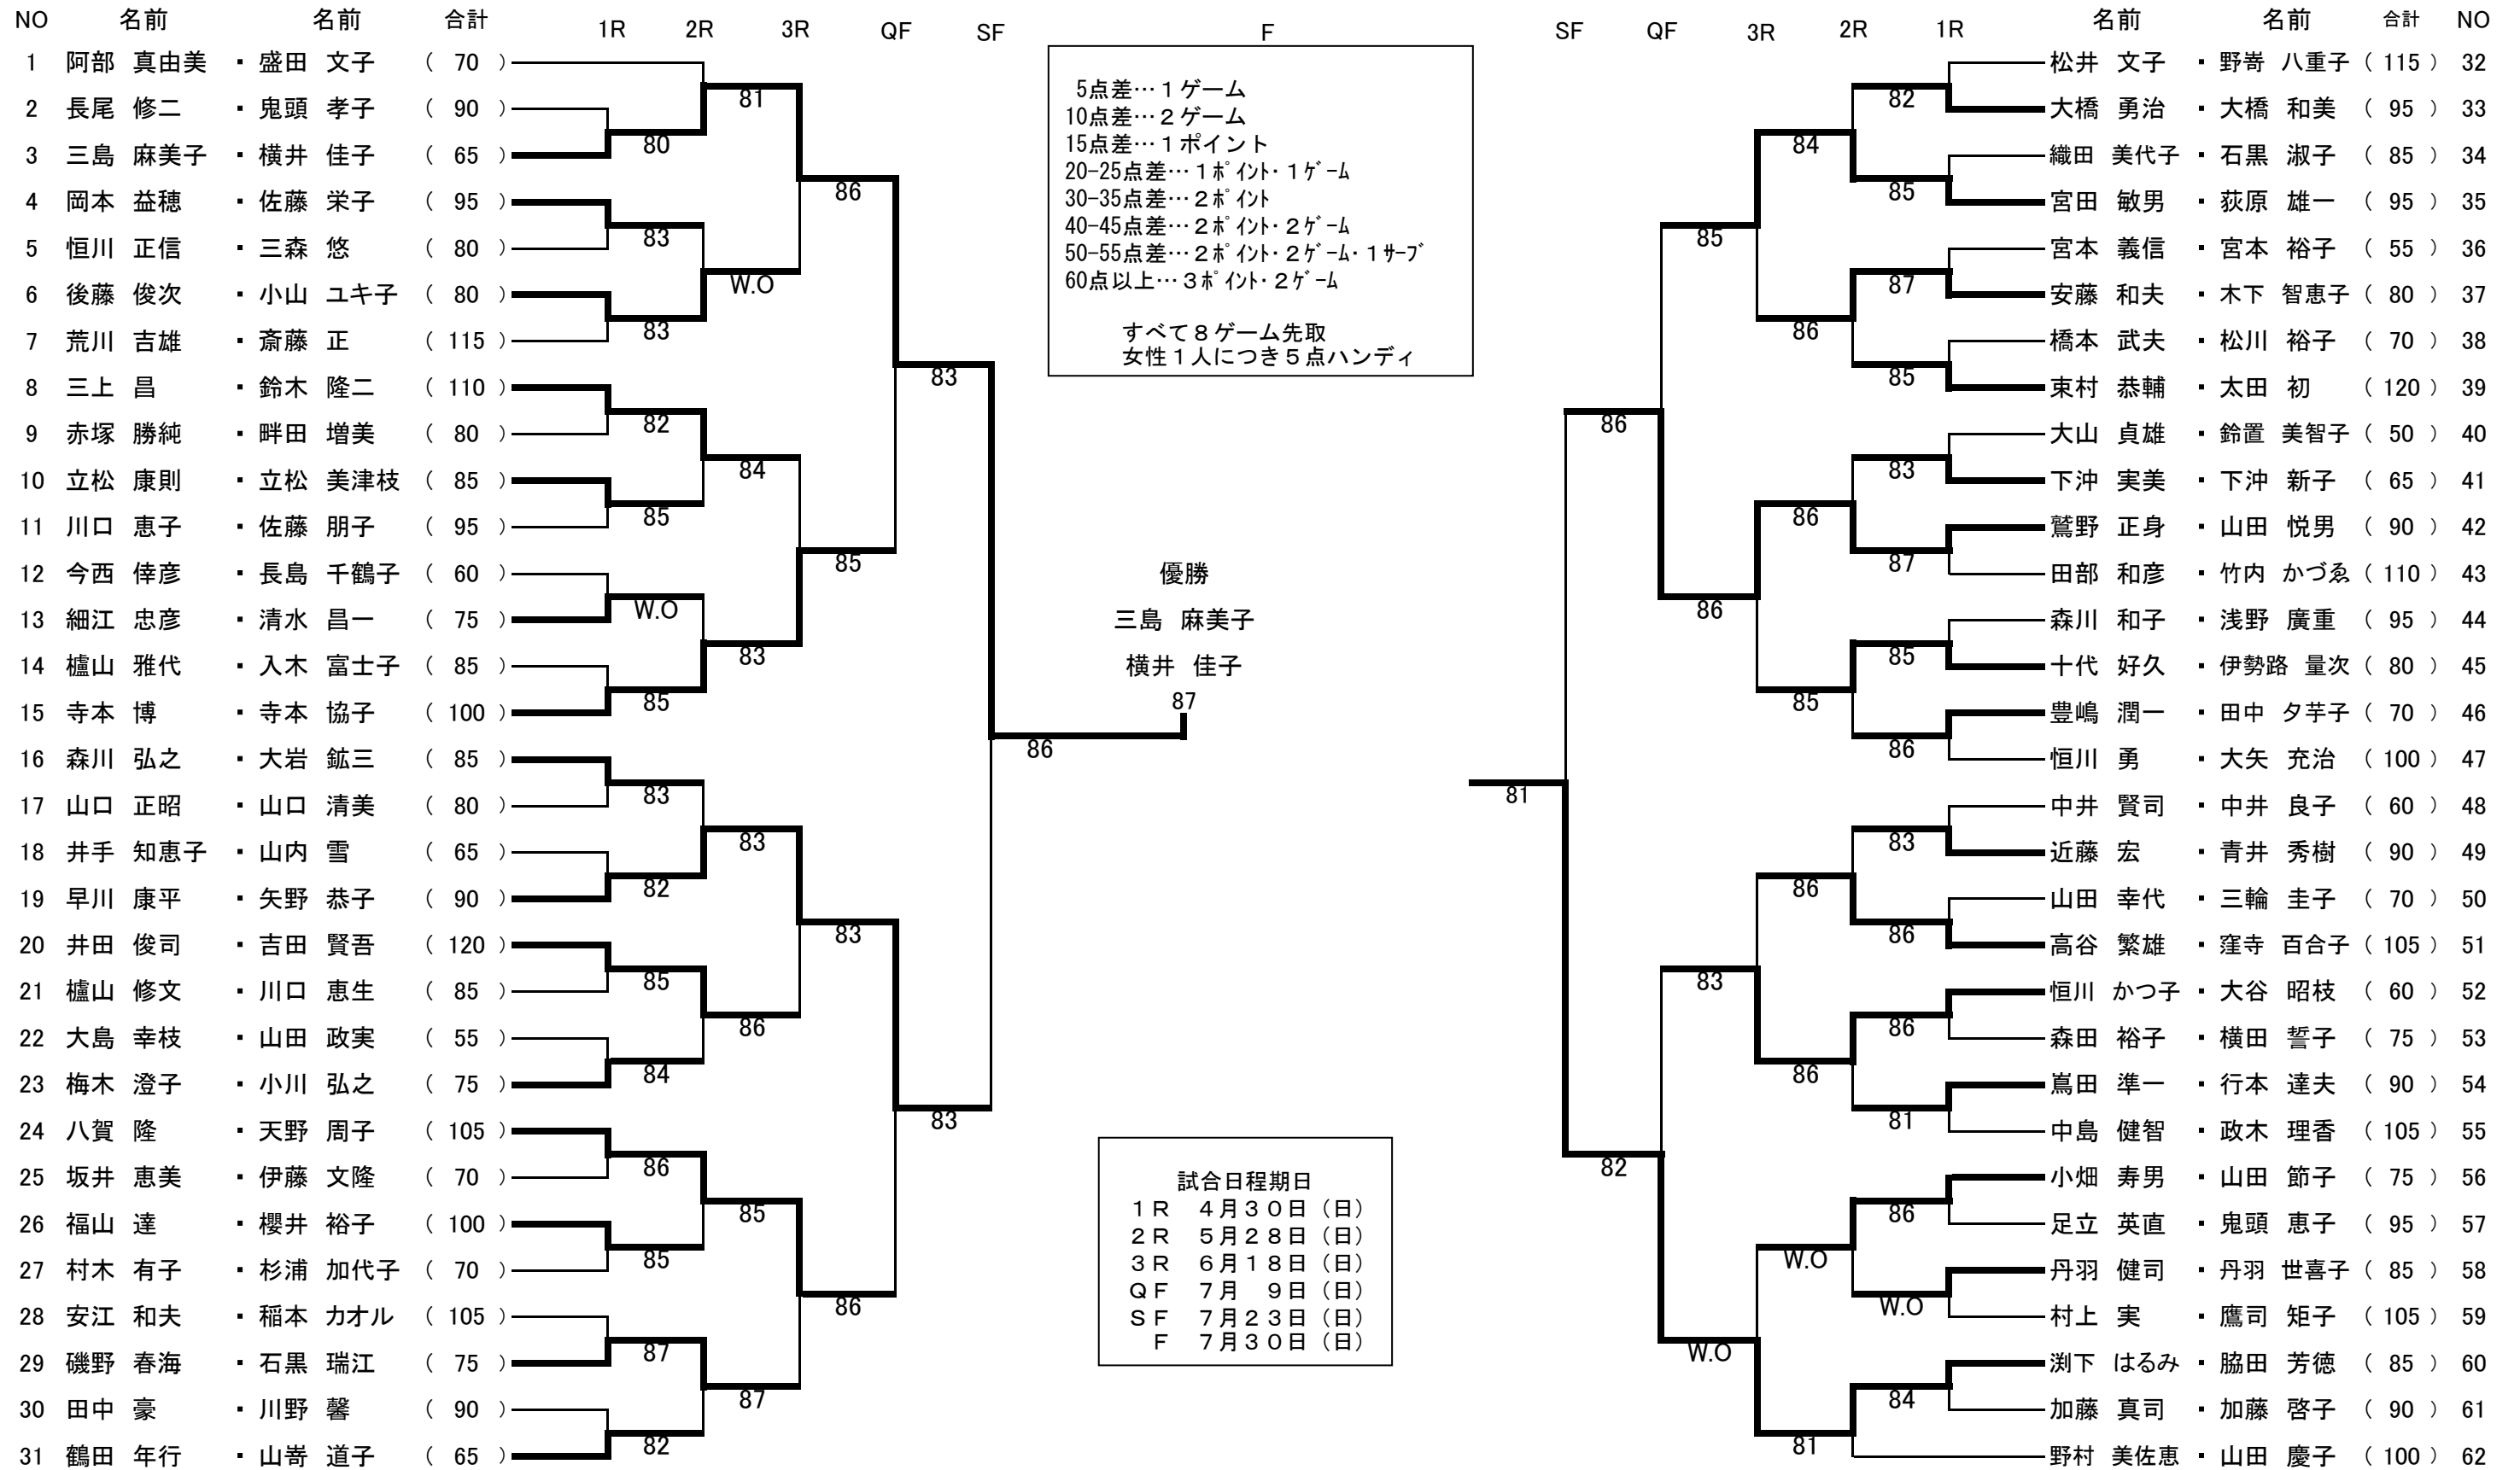 NO 名前 名前 合計 1R 2R 3R QF SF F SF QF 3R 2R 1R 名前 名前 合計 NO
1 阿部 真由美 ・ 盛田 文子 ( 70 )
2 長尾 修二 ・ 鬼頭 孝子 ( 90 )
3 三島 麻美子 ・ 横井 佳子 ( 65 )
4 岡本 益穂 ・ 佐藤 栄子 ( 95 )
5 恒川 正信 ・ 三森 悠 ( 80 )
6 後藤 俊次 ・ 小山 ユキ子 ( 80 )
7 荒川 吉雄 ・ 斎藤 正 ( 115 )
8 三上 昌 ・ 鈴木 隆二 ( 110 )
9 赤塚 勝純 ・ 畔田 増美 ( 80 )
10 立松 康則 ・ 立松 美津枝 ( 85 )
11 川口 恵子 ・ 佐藤 朋子 ( 95 )
12 今西 倖彦 ・ 長島 千鶴子 ( 60 )
13 細江 忠彦 ・ 清水 昌一 ( 75 )
14 櫨山 雅代 ・ 入木 富士子 ( 85 )
15 寺本 博 ・ 寺本 協子 ( 100 )
16 森川 弘之 ・ 大岩 鉱三 ( 85 )
17 山口 正昭 ・ 山口 清美 ( 80 )
18 井手 知恵子 ・ 山内 雪 ( 65 )
19 早川 康平 ・ 矢野 恭子 ( 90 )
20 井田 俊司 ・ 吉田 賢吾 ( 120 )
21 櫨山 修文 ・ 川口 恵生 ( 85 )
22 大島 幸枝 ・ 山田 政実 ( 55 )
23 梅木 澄子 ・ 小川 弘之 ( 75 )
24 八賀 隆 ・ 天野 周子 ( 105 )
25 坂井 恵美 ・ 伊藤 文隆 ( 70 )
26 福山 達 ・ 櫻井 裕子 ( 100 )
27 村木 有子 ・ 杉浦 加代子 ( 70 )
28 安江 和夫 ・ 稲本 カオル ( 105 )
29 磯野 春海 ・ 石黒 瑞江 ( 75 )
30 田中 豪 ・ 川野 馨 ( 90 )
31 鶴田 年行 ・ 山嵜 道子 ( 65 )
80
83
83
82
85
W.O
85
83
82
85
84
86
85
87
82
81
W.O
84
83
83
86
85
87
86
85
83
86
83
83
86
5点差…１ゲーム
10点差…２ゲーム
15点差…１ポイント
20-25点差…１ﾎﾟｲﾝﾄ・１ｹﾞｰﾑ
30-35点差…２ﾎﾟｲﾝﾄ
40-45点差…２ﾎﾟｲﾝﾄ・２ｹﾞｰﾑ
50-55点差…２ﾎﾟｲﾝﾄ・２ｹﾞｰﾑ・１ｻｰﾌﾞ
60点以上…３ﾎﾟｲﾝﾄ・２ｹﾞｰﾑ
すべて８ゲーム先取
女性１人につき５点ハンディ
優勝
三島 麻美子
横井 佳子
87
試合日程期日
１Ｒ ４月３０日（日）
２Ｒ ５月２８日（日）
３Ｒ ６月１８日（日）
ＱＦ ７月 ９日（日）
ＳＦ ７月２３日（日）
Ｆ ７月３０日（日）
81
86
82
85
86
83
W.O
84
86
86
85
86
86
W.O
81
82
85
87
85
83
87
85
86
83
86
86
81
86
W.O
84
松井 文子 ・ 野嵜 八重子 ( 115 ) 32
大橋 勇治 ・ 大橋 和美 ( 95 ) 33
織田 美代子 ・ 石黒 淑子 ( 85 ) 34
宮田 敏男 ・ 荻原 雄一 ( 95 ) 35
宮本 義信 ・ 宮本 裕子 ( 55 ) 36
安藤 和夫 ・ 木下 智恵子 ( 80 ) 37
橋本 武夫 ・ 松川 裕子 ( 70 ) 38
束村 恭輔 ・ 太田 初 ( 120 ) 39
大山 貞雄 ・ 鈴置 美智子 ( 50 ) 40
下沖 実美 ・ 下沖 新子 ( 65 ) 41
鷲野 正身 ・ 山田 悦男 ( 90 ) 42
田部 和彦 ・ 竹内 かづゑ ( 110 ) 43
森川 和子 ・ 浅野 廣重 ( 95 ) 44
十代 好久 ・ 伊勢路 量次 ( 80 ) 45
豊嶋 潤一 ・ 田中 夕芋子 ( 70 ) 46
恒川 勇 ・ 大矢 充治 ( 100 ) 47
中井 賢司 ・ 中井 良子 ( 60 ) 48
近藤 宏 ・ 青井 秀樹 ( 90 ) 49
山田 幸代 ・ 三輪 圭子 ( 70 ) 50
高谷 繁雄 ・ 窪寺 百合子 ( 105 ) 51
恒川 かつ子 ・ 大谷 昭枝 ( 60 ) 52
森田 裕子 ・ 横田 誓子 ( 75 ) 53
嶌田 準一 ・ 行本 達夫 ( 90 ) 54
中島 健智 ・ 政木 理香 ( 105 ) 55
小畑 寿男 ・ 山田 節子 ( 75 ) 56
足立 英直 ・ 鬼頭 恵子 ( 95 ) 57
丹羽 健司 ・ 丹羽 世喜子 ( 85 ) 58
村上 実 ・ 鷹司 矩子 ( 105 ) 59
渕下 はるみ ・ 脇田 芳徳 ( 85 ) 60
加藤 真司 ・ 加藤 啓子 ( 90 ) 61
野村 美佐恵 ・ 山田 慶子 ( 100 ) 62